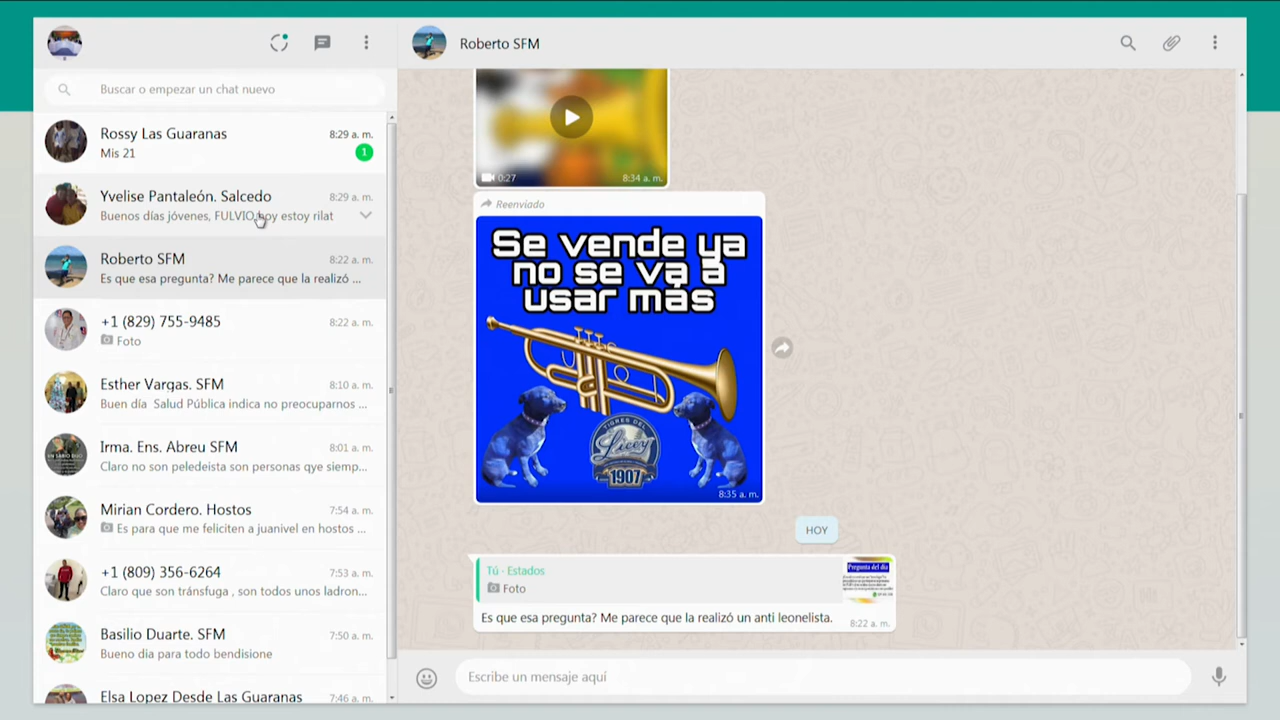 Roberto SFM
Buscar o empezar un chat nuevo
Rossy Las Guaranas
8:29 a. m.
Mis 21
1
Yvelise Pantaleón. Salcedo
8:29 a. m.
Buenos días jóvenes, FULVIO hoy estoy rilat
Roberto SFM
8:22 a. m.
Es que esa pregunta? Me parece que la realizó ...
+1 (829) 755-9485
8:22 a. m.
Foto
Esther Vargas. SFM
8:10 a. m.
Buen día Salud Pública indica no preocuparnos ...
Irma. Ens. Abreu SFM
8:01 a. m.
Claro no son peledeista son personas qye siemp...
Mirian Cordero. Hostos
7:54 a. m.
Es para que me feliciten a juanivel en hostos ...
+1 (809) 356-6264
7:53 a. m.
Claro que son tansfuga , son todos unos ladron...
Basilio Duarte. SFM
7:50 a. m.
Bueno dia para todo bendisione
Elsa Lopez Desde Las Guaranas
7:46 a. m.
0:27
8:34 a. m.
Reenviado
Se vende ya
no se va a
usar más
TIGRES DEL
Licey
1907
8:35 a. m.
HOY
Tú · Estados
Foto
Pregunta del día
Es que esa pregunta? Me parece que la realizó un anti leonelista.
8:22 a. m.
Escribe un mensaje aquí